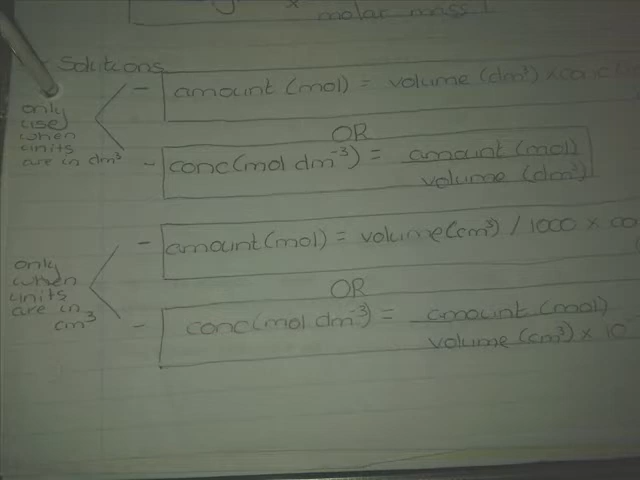 molar mass
Solutions
only
use
when
units
are in dm³
- amount (mol) = volume (dm³) × conc
OR
- conc (mol dm⁻³) = amount (mol)
volume (dm³)
only
when
units
are in
cm³
- amount (mol) = volume (cm³) / 1000 × co
OR
- conc (mol dm⁻³) = amount (mol)
volume (cm³) × 10